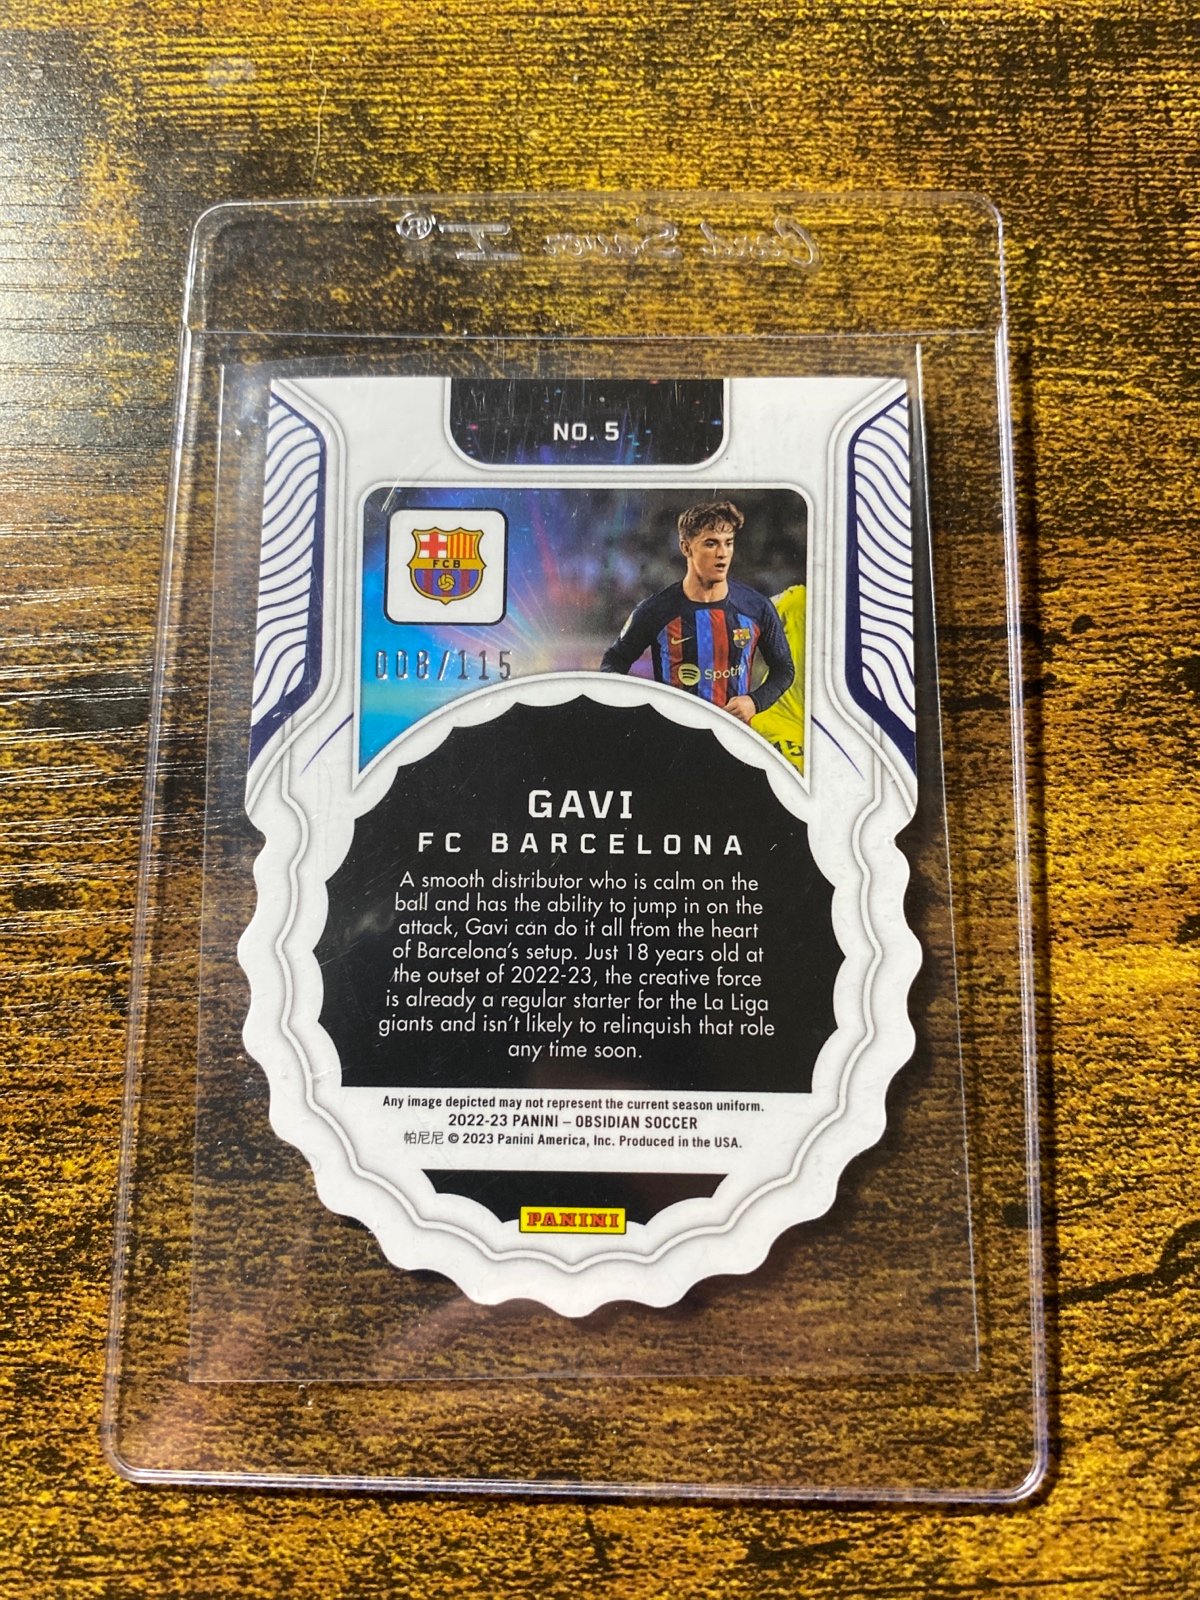 Card Saver I®
NO. 5
FCB
008/115
Spotify
15
GAVI
FC BARCELONA
A smooth distributor who is calm on the
ball and has the ability to jump in on the
attack, Gavi can do it all from the heart
of Barcelona's setup. Just 18 years old at
the outset of 2022-23, the creative force
is already a regular starter for the La Liga
giants and isn't likely to relinquish that role
any time soon.
Any image depicted may not represent the current season uniform.
2022-23 PANINI – OBSIDIAN SOCCER
帕尼尼 © 2023 Panini America, Inc. Produced in the USA.
PANINI